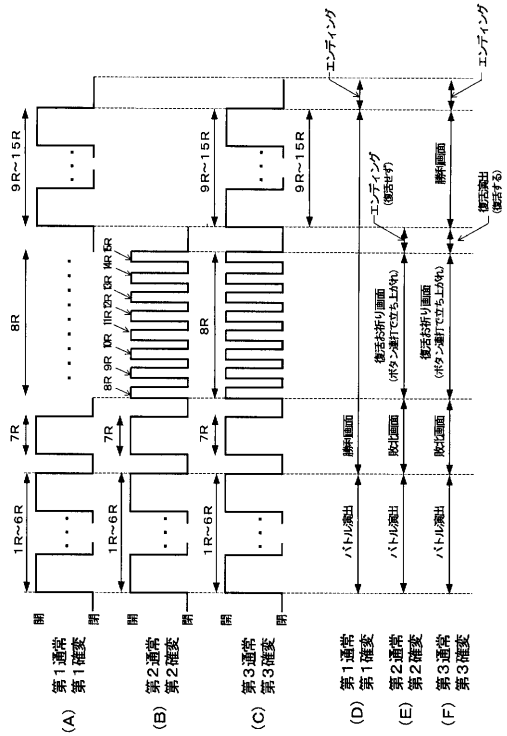 (A) 第1通常
第1確変
開
閉
1R～6R
7R
8R
9R～15R
(B) 第2通常
第2確変
開
閉
1R～6R
7R
8R
9R
10R
11R
12R
13R
14R
15R
(C) 第3通常
第3確変
開
閉
1R～6R
7R
8R
9R～15R
9R～15R
(D) 第1通常
第1確変
バトル演出
勝利画面
エンディング
(E) 第2通常
第2確変
バトル演出
敗北画面
復活お祈り画面
(ボタン連打で立ち上がれ)
エンディング
(復活せず)
(F) 第3通常
第3確変
バトル演出
敗北画面
復活お祈り画面
(ボタン連打で立ち上がれ)
復活演出
(復活する)
勝利画面
エンディング